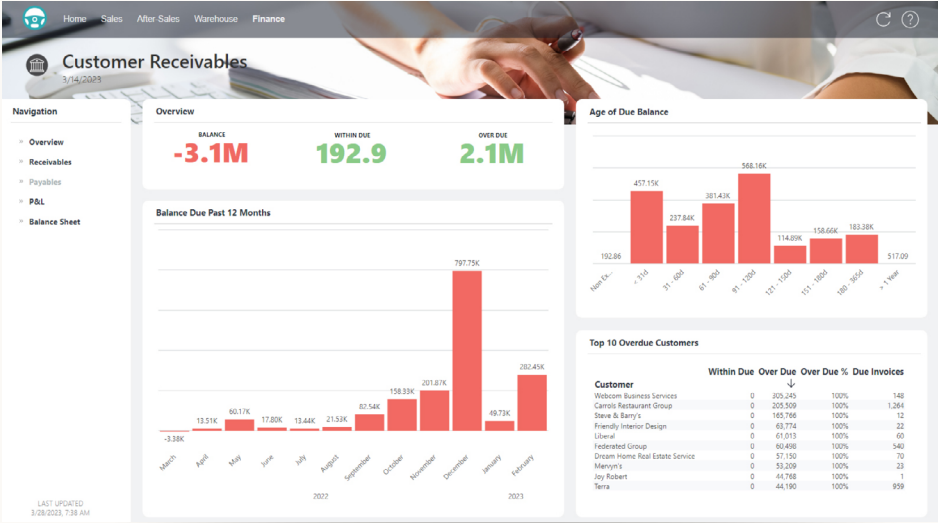 Home Sales After Sales Warehouse Finance
Customer Receivables
3/14/2023
Navigation
» Overview
» Receivables
» Payables
» P&L
» Balance Sheet
LAST UPDATED
3/28/2023, 7:38 AM
Overview
BALANCE WITHIN DUE OVER DUE
-3.1M 192.9 2.1M
Balance Due Past 12 Months
797.75K
282.45K
201.87K
158.33K
82.54K
60.17K
49.73K
13.51K 17.80K 13.44K 21.53K
-3.38K
March April May June July August September October November December January February
2022 2023
Age of Due Balance
568.16K
457.15K
381.43K
237.84K
183.38K
158.66K
114.89K
192.86 517.09
Non Ex... < 31d 31 - 60d 61 - 90d 91 - 120d 121 - 150d 151 - 180d 180 - 365d > 1 Year
Top 10 Overdue Customers
Customer Within Due Over Due Over Due % Due Invoices
Webcom Business Services 0 305,245 100% 148
Carrols Restaurant Group 0 205,509 100% 1,264
Steve & Barry's 0 165,766 100% 12
Friendly Interior Design 0 63,774 100% 22
Liberal 0 61,013 100% 60
Federated Group 0 60,498 100% 540
Dream Home Real Estate Service 0 57,150 100% 70
Mervyn's 0 53,209 100% 23
Joy Robert 0 44,768 100% 1
Terra 0 44,190 100% 959